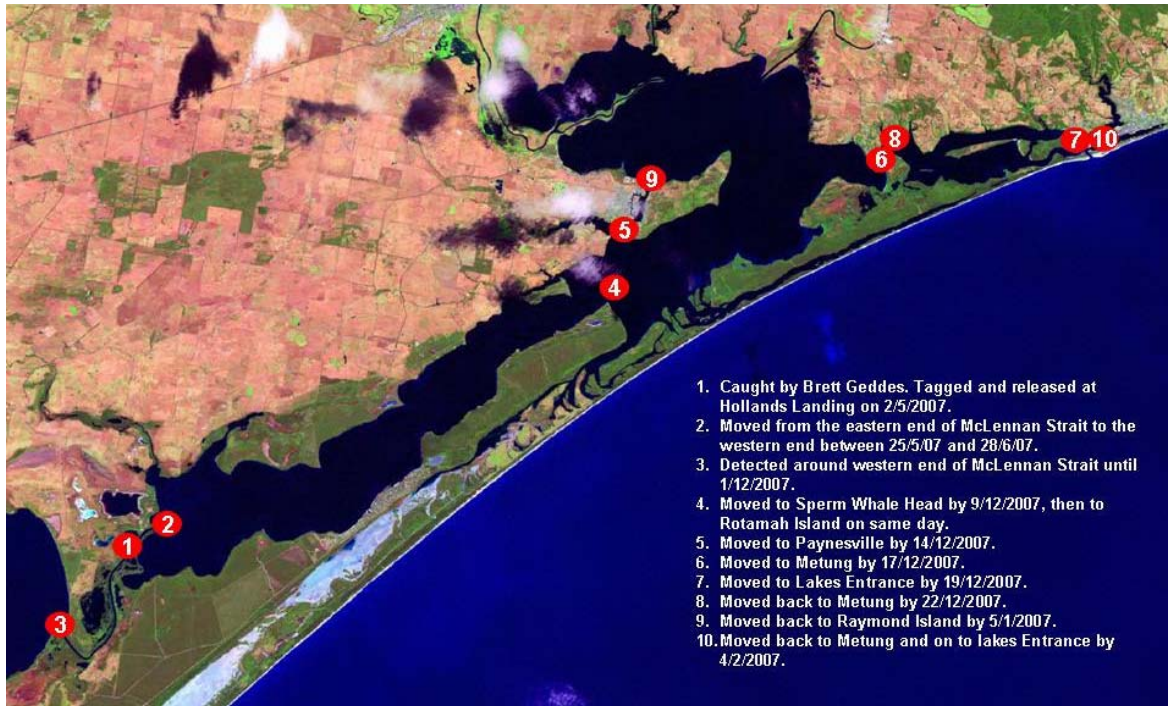 8
7 10
6
9
5
4
2
1
3
1. Caught by Brett Geddes. Tagged and released at
Hollands Landing on 2/5/2007.
2. Moved from the eastern end of McLennan Strait to the
western end between 25/5/07 and 28/6/07.
3. Detected around western end of McLennan Strait until
1/12/2007.
4. Moved to Sperm Whale Head by 9/12/2007, then to
Rotamah Island on same day.
5. Moved to Paynesville by 14/12/2007.
6. Moved to Metung by 17/12/2007.
7. Moved to Lakes Entrance by 19/12/2007.
8. Moved back to Metung by 22/12/2007.
9. Moved back to Raymond Island by 5/1/2007.
10. Moved back to Metung and on to lakes Entrance by
4/2/2007.